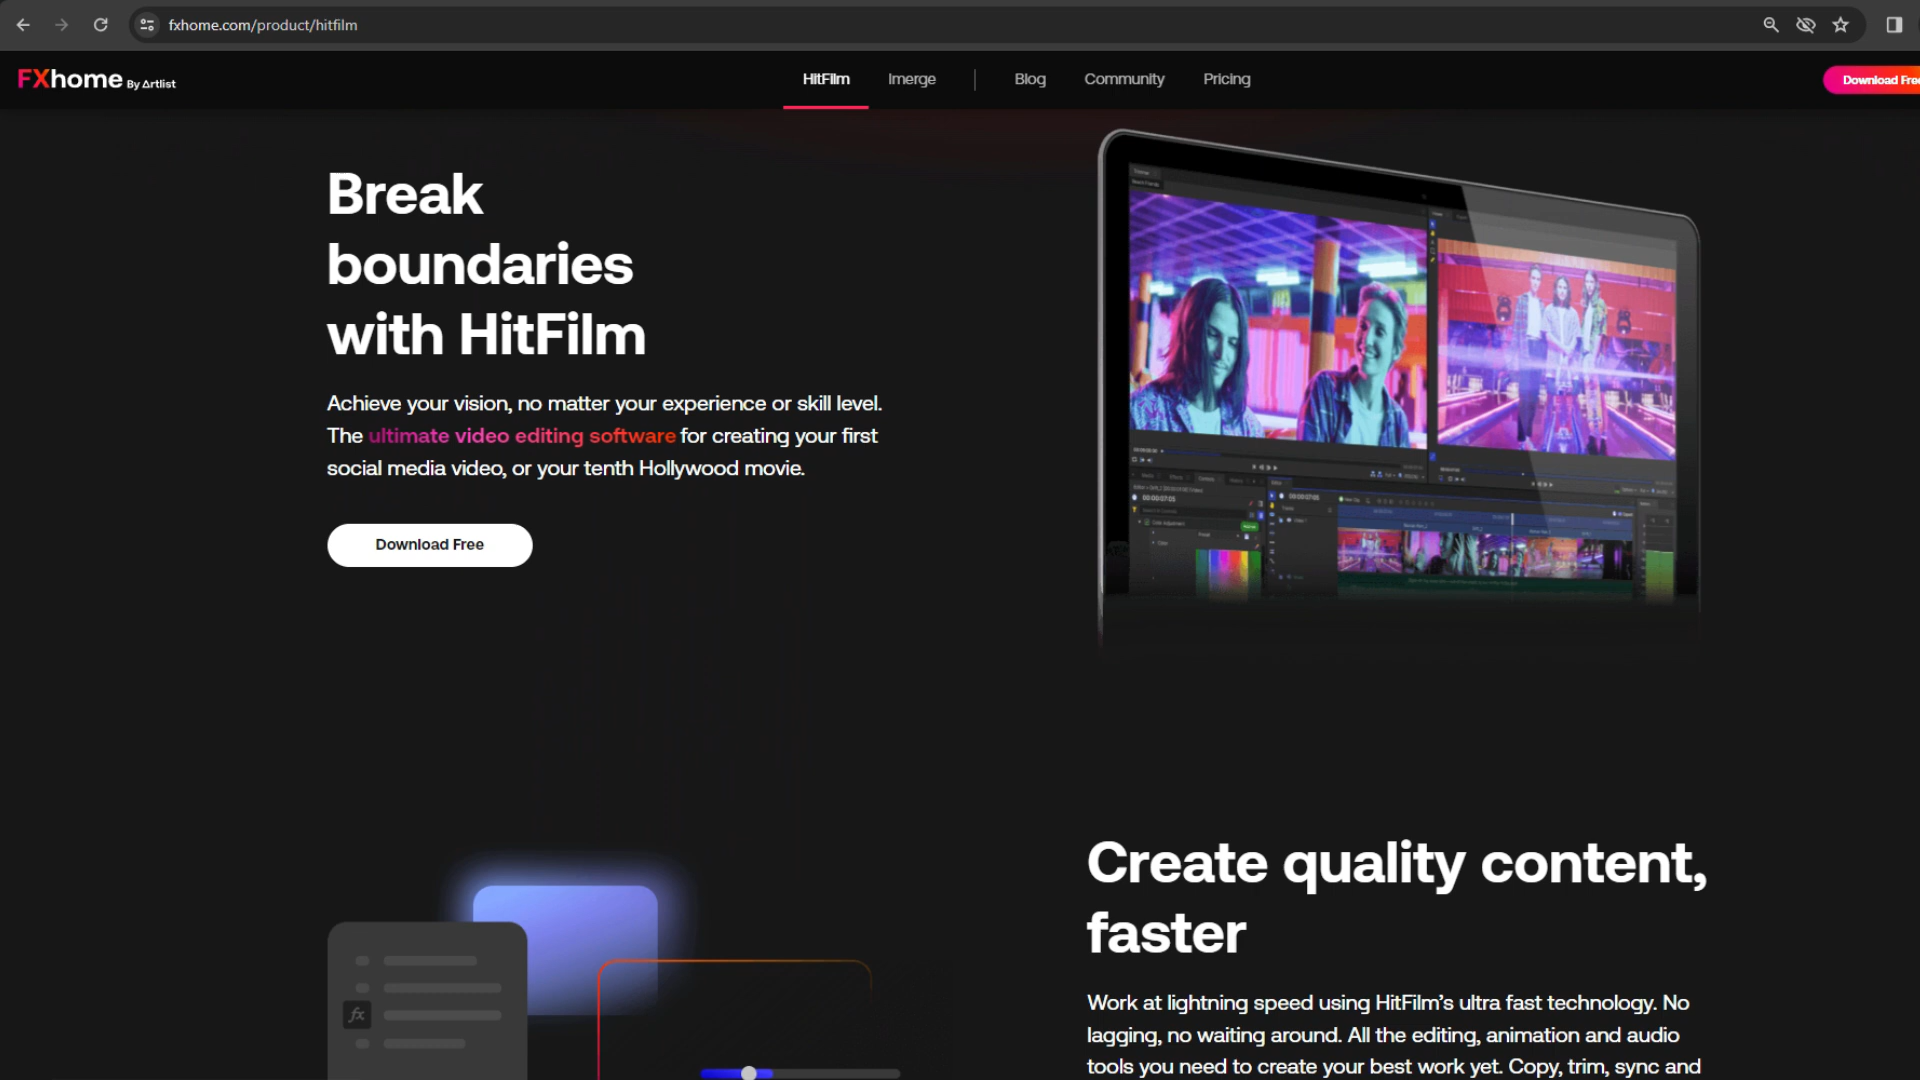 fxhome.com/product/hitfilm
FXhome By Artlist
HitFilm
Imerge
Blog
Community
Pricing
Download Free
Break
boundaries
with HitFilm
Achieve your vision, no matter your experience or skill level.
The ultimate video editing software for creating your first
social media video, or your tenth Hollywood movie.
Download Free
fx
Create quality content,
faster
Work at lightning speed using HitFilm’s ultra fast technology. No
lagging, no waiting around. All the editing, animation and audio
tools you need to create your best work yet. Copy, trim, sync and